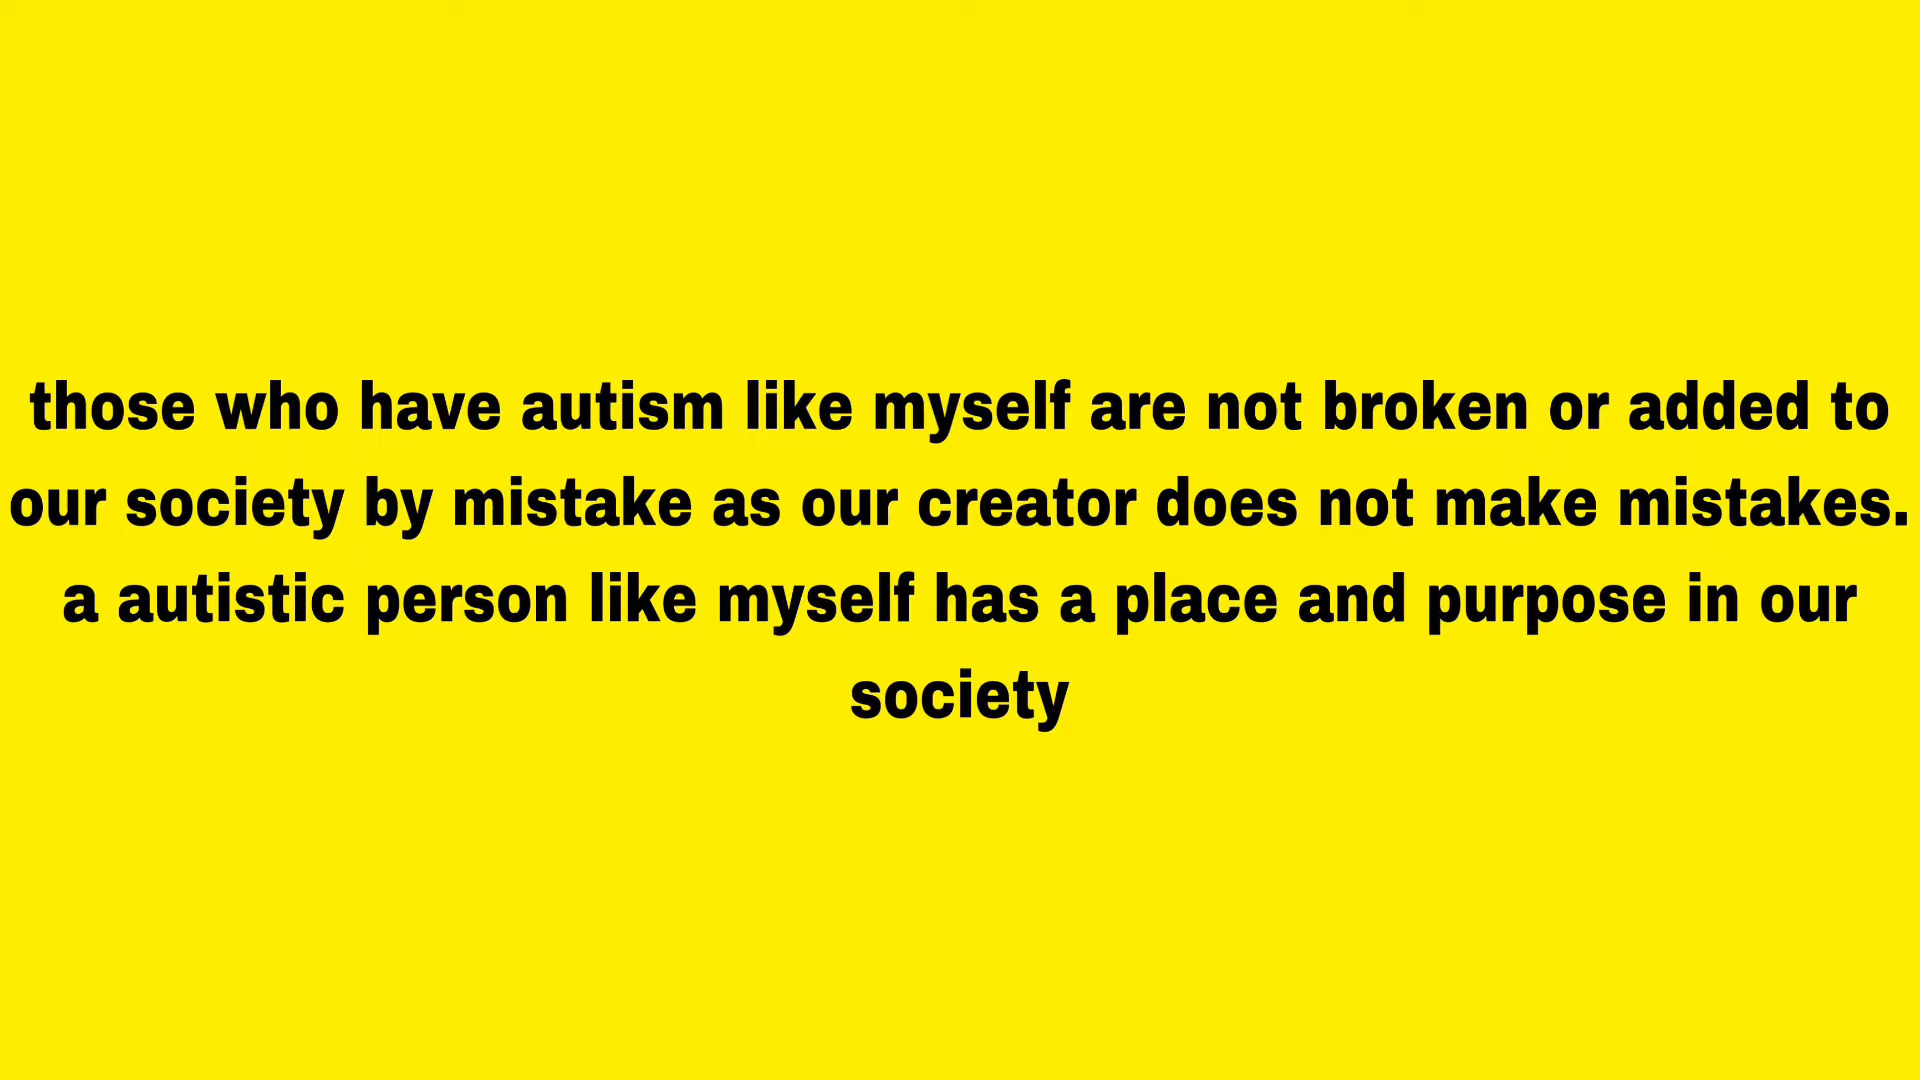 those who have autism like myself are not broken or added to
our society by mistake as our creator does not make mistakes.
a autistic person like myself has a place and purpose in our
society